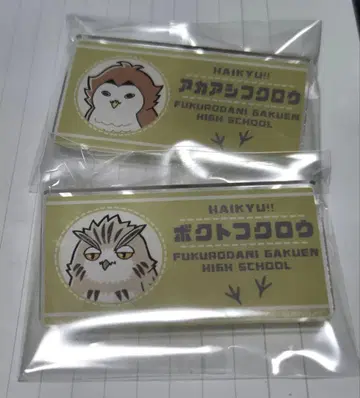 HAIKYU!!
アカアシフクロウ
FUKURODANI GAKUEN
HIGH SCHOOL
HAIKYU!!
ボクトフクロウ
FUKURODANI GAKUEN
HIGH SCHOOL